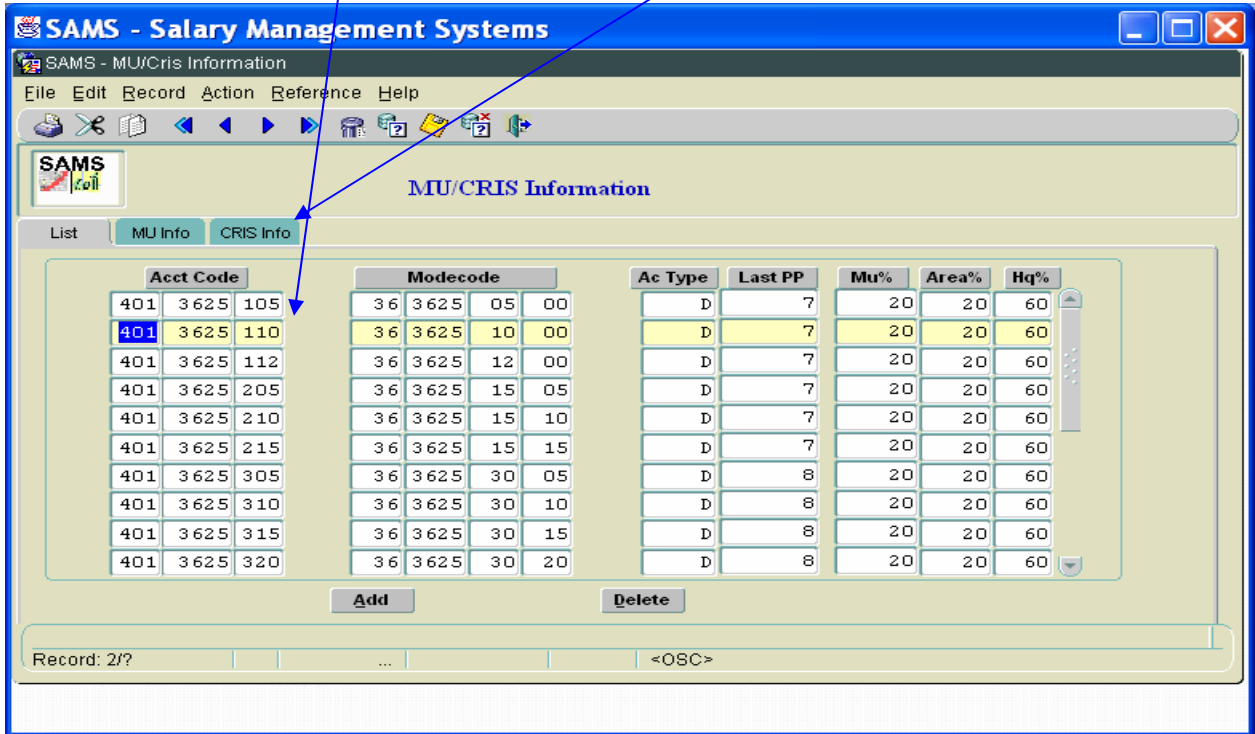 SAMS - Salary Management Systems
SAMS - MU/Cris Information
File Edit Record Action Reference Help
SAMS
MU/CRIS Information
List MU Info CRIS Info
Acct Code Modecode Ac Type Last PP Mu% Area% Hq%
401 3625 105 36 3625 05 00 D 7 20 20 60
401 3625 110 36 3625 10 00 D 7 20 20 60
401 3625 112 36 3625 12 00 D 7 20 20 60
401 3625 205 36 3625 15 05 D 7 20 20 60
401 3625 210 36 3625 15 10 D 7 20 20 60
401 3625 215 36 3625 15 15 D 7 20 20 60
401 3625 305 36 3625 30 05 D 8 20 20 60
401 3625 310 36 3625 30 10 D 8 20 20 60
401 3625 315 36 3625 30 15 D 8 20 20 60
401 3625 320 36 3625 30 20 D 8 20 20 60
Add Delete
Record: 2/? ... <OSC>